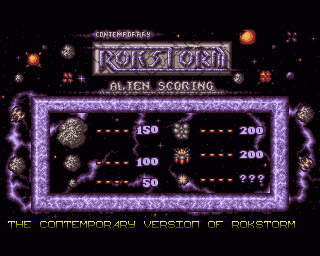 CONTEMPORARY
ROKSTORM
ALIEN SCORING
---- 150
---- 200
---- 100
---- 200
---- 50
---- ???
THE CONTEMPORARY VERSION OF ROKSTORM